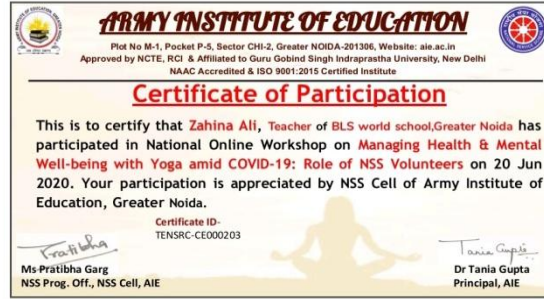 ARMY INSTITUTE OF EDUCATION
Plot No M-1, Pocket P-5, Sector CHI-2, Greater NOIDA-201306, Website: aie.ac.in
Approved by NCTE, RCI & Affiliated to Guru Gobind Singh Indraprastha University, New Delhi
NAAC Accredited & ISO 9001:2015 Certified Institute
Certificate of Participation
This is to certify that Zahina Ali, Teacher of BLS world school,Greater Noida has
participated in National Online Workshop on Managing Health & Mental
Well-being with Yoga amid COVID-19: Role of NSS Volunteers on 20 Jun
2020. Your participation is appreciated by NSS Cell of Army Institute of
Education, Greater Noida.
Certificate ID-
TENSRC-CE000203
Pratibha
Tania Gupta
Ms Pratibha Garg
NSS Prog. Off., NSS Cell, AIE
Dr Tania Gupta
Principal, AIE